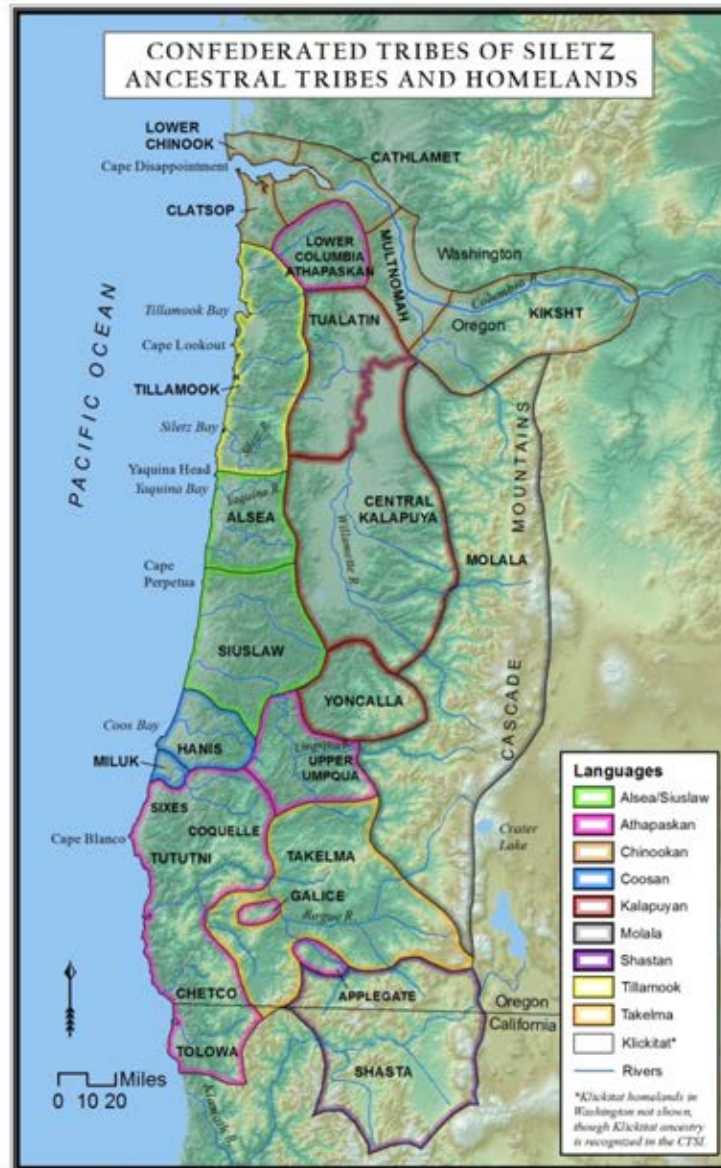 CONFEDERATED TRIBES OF SILETZ
ANCESTRAL TRIBES AND HOMELANDS
LOWER
CHINOOK
Cape Disappointment
CATHLAMET
CLATSOP
LOWER
COLUMBIA
ATHAPASKAN
MULTNOMAH
Washington
Columbia R.
Oregon
KIKSHT
PACIFIC OCEAN
Tillamook Bay
TUALATIN
Cape Lookout
TILLAMOOK
Siletz Bay
Siletz R.
Yaquina Head
Yaquina Bay
Yaquina R.
ALSEA
CENTRAL
KALAPUYA
Willamette R.
MOLALA
CASCADE MOUNTAINS
Cape
Perpetua
SIUSLAW
YONCALLA
Coos Bay
HANIS
MILUK
Umpqua R.
UPPER
UMPQUA
SIXES
COQUELLE
Cape Blanco
TUTUTNI
TAKELMA
Crater
Lake
GALICE
Rogue R.
CHETCO
APPLEGATE
Oregon
California
TOLOWA
SHASTA
Klamath R.
Miles
0 10 20
Languages
Alsea/Siuslaw
Athapaskan
Chinookan
Coosan
Kalapuyan
Molala
Shastan
Tillamook
Takelma
Klickitat*
Rivers
*Klickitat homelands in
Washington not shown,
though Klickitat ancestry
is recognized in the CTSI.